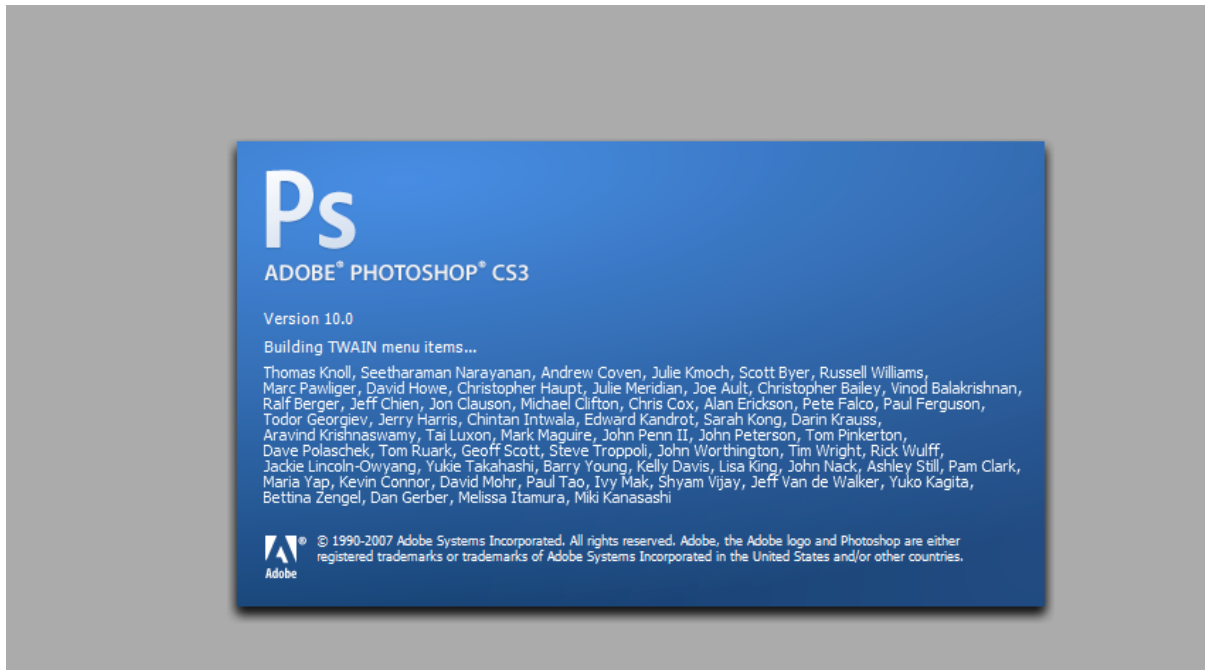 Ps
ADOBE® PHOTOSHOP® CS3
Version 10.0
Building TWAIN menu items...
Thomas Knoll, Seetharaman Narayanan, Andrew Coven, Julie Kmoch, Scott Byer, Russell Williams,
Marc Pawliger, David Howe, Christopher Haupt, Julie Meridian, Joe Ault, Christopher Bailey, Vinod Balakrishnan,
Ralf Berger, Jeff Chien, Jon Clauson, Michael Clifton, Chris Cox, Alan Erickson, Pete Falco, Paul Ferguson,
Todor Georgiev, Jerry Harris, Chintan Intwala, Edward Kandrot, Sarah Kong, Darin Krauss,
Aravind Krishnaswamy, Tai Luxon, Mark Maguire, John Penn II, John Peterson, Tom Pinkerton,
Dave Polaschek, Tom Ruark, Geoff Scott, Steve Troppoli, John Worthington, Tim Wright, Rick Wulff,
Jackie Lincoln-Owyang, Yukie Takahashi, Barry Young, Kelly Davis, Lisa King, John Nack, Ashley Still, Pam Clark,
Maria Yap, Kevin Connor, David Mohr, Paul Tao, Ivy Mak, Shyam Vijay, Jeff Van de Walker, Yuko Kagita,
Bettina Zengel, Dan Gerber, Melissa Itamura, Miki Kanasashi
® © 1990-2007 Adobe Systems Incorporated. All rights reserved. Adobe, the Adobe logo and Photoshop are either
registered trademarks or trademarks of Adobe Systems Incorporated in the United States and/or other countries.
Adobe